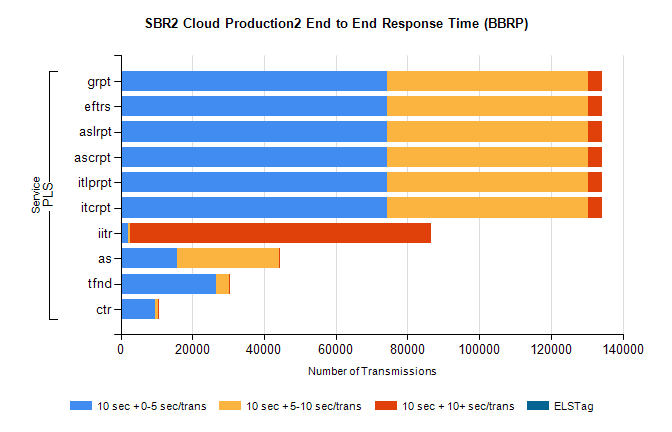 SBR2 Cloud Production2 End to End Response Time (BBRP)
Service
PLS
grpt
eftrs
aslrpt
ascrpt
itlprpt
itcrpt
iitr
as
tfnd
ctr
0 20000 40000 60000 80000 100000 120000 140000
Number of Transmissions
10 sec +0-5 sec/trans 10 sec +5-10 sec/trans 10 sec + 10+ sec/trans ELSTag